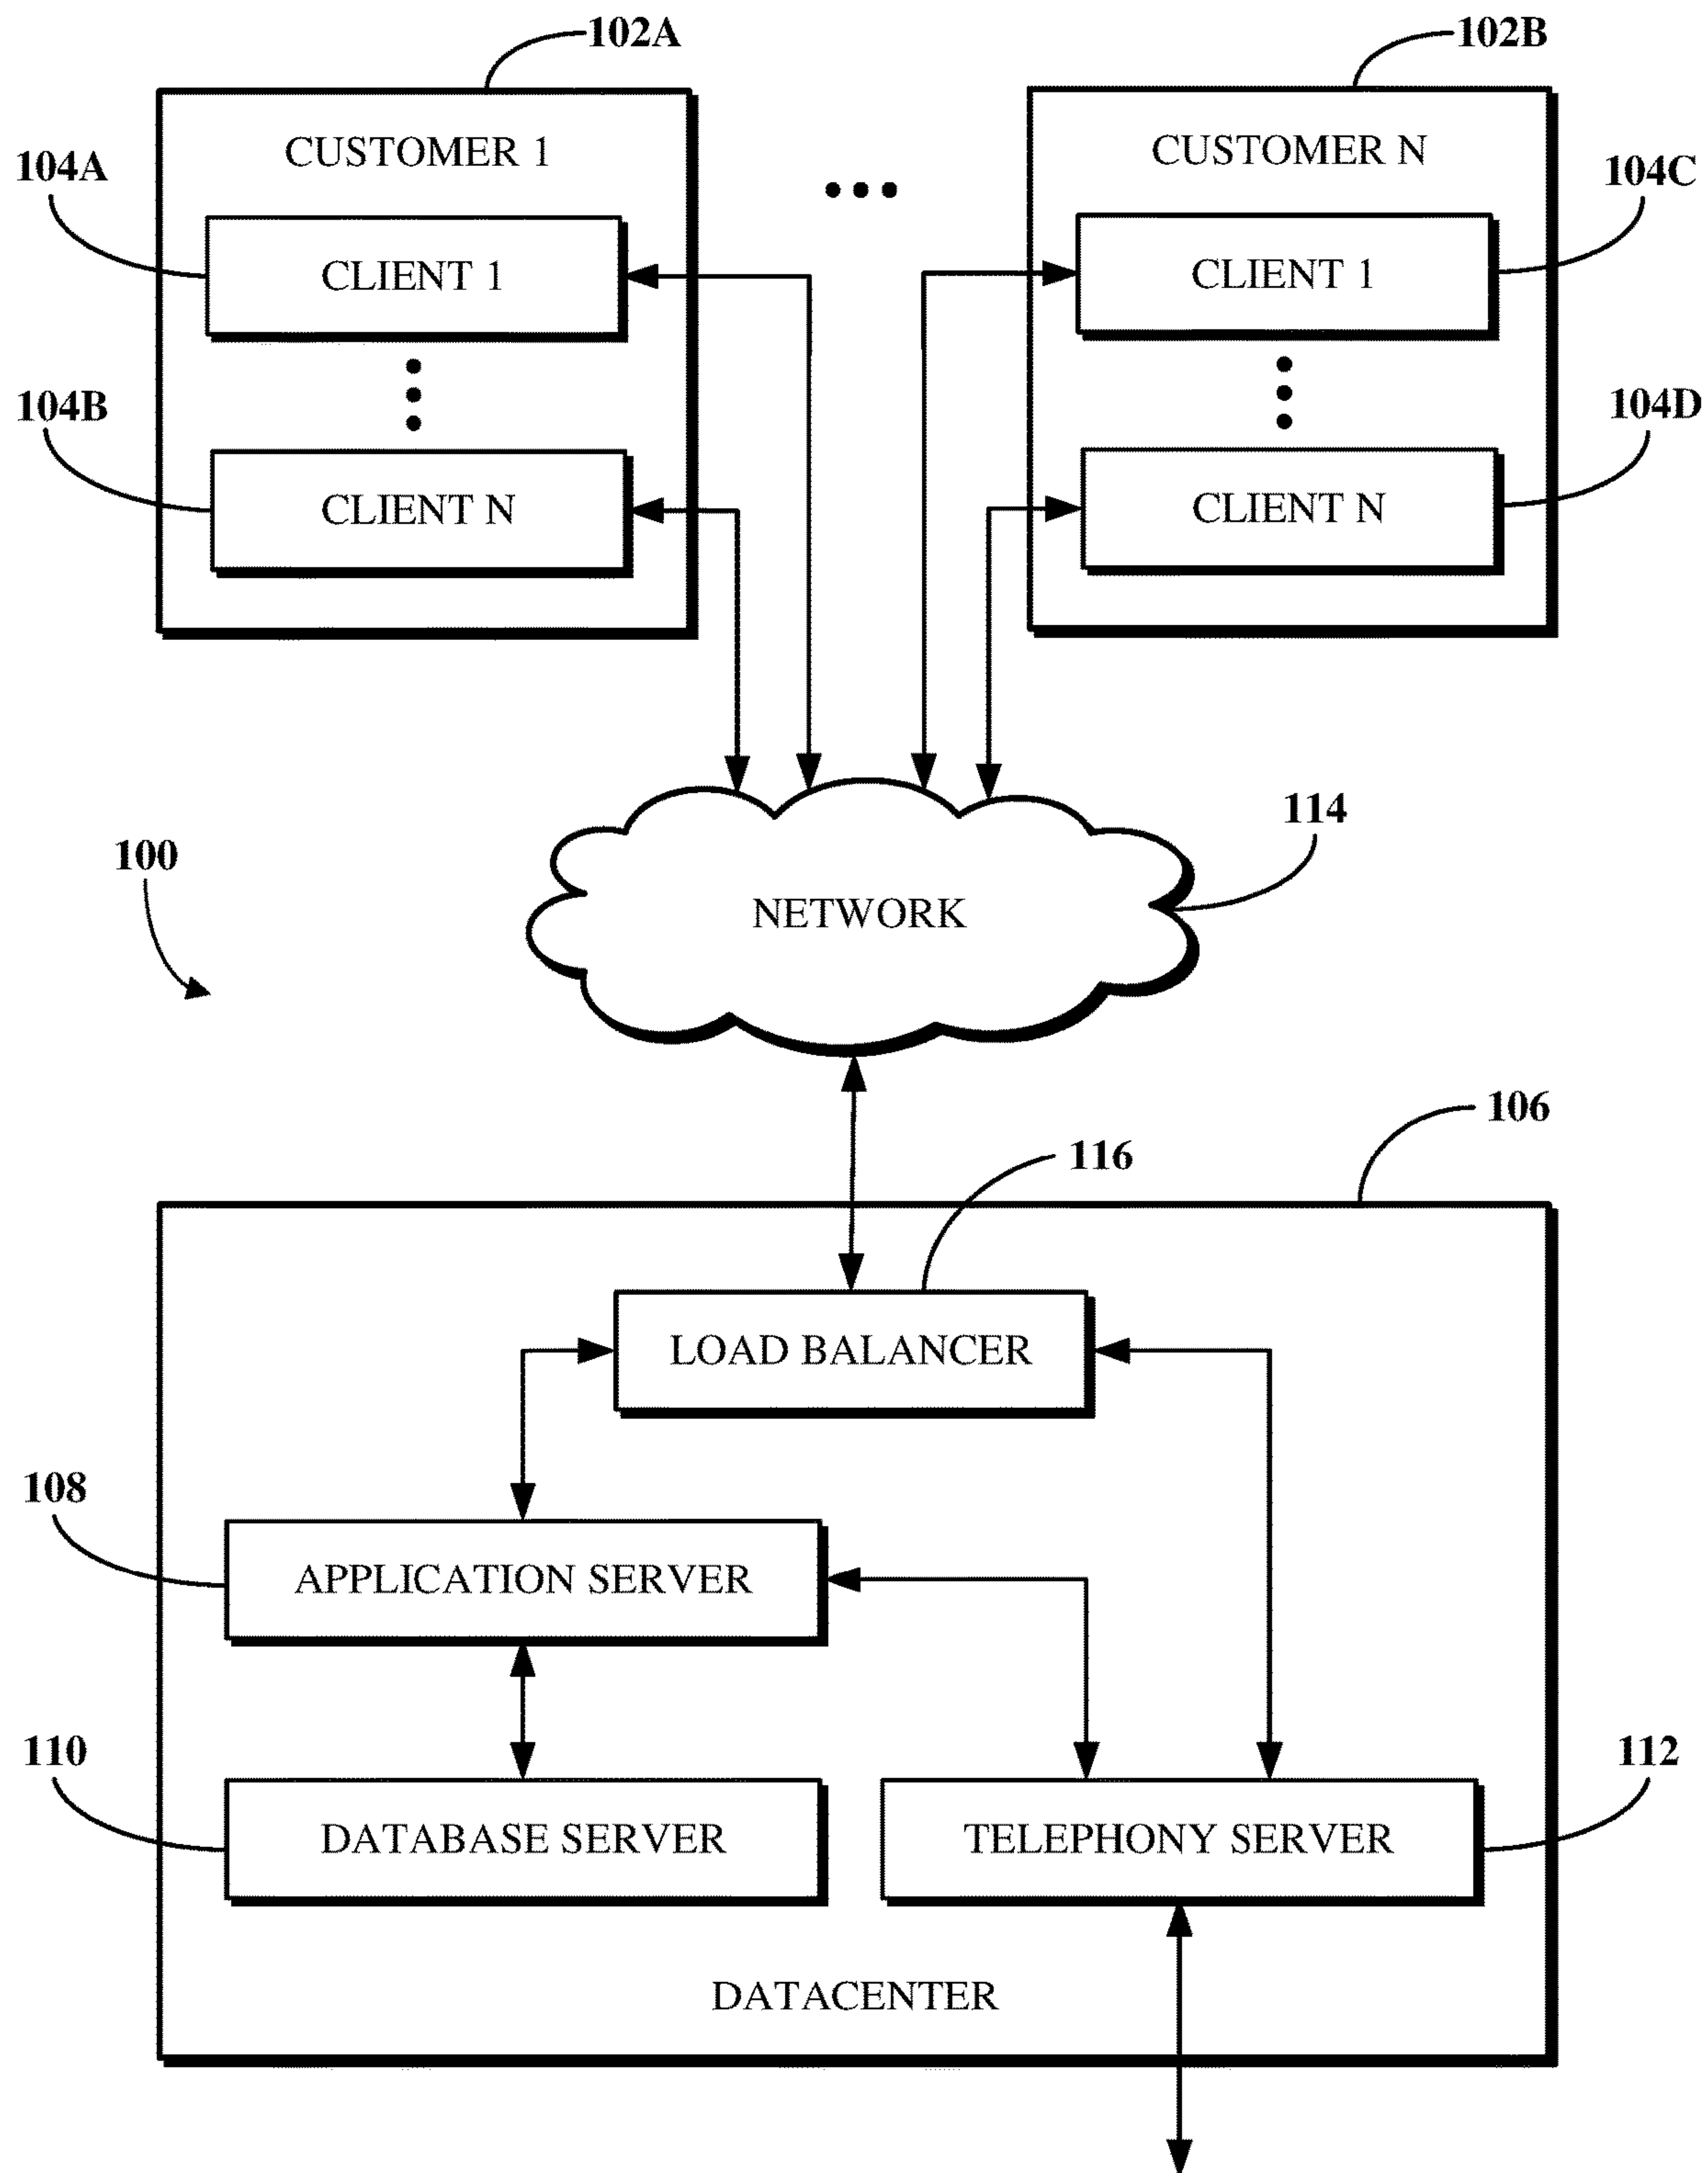 102A
102B
CUSTOMER 1
CUSTOMER N
104A
104C
CLIENT 1
CLIENT 1
104B
104D
CLIENT N
CLIENT N
114
100
NETWORK
106
116
LOAD BALANCER
108
APPLICATION SERVER
110
112
DATABASE SERVER
TELEPHONY SERVER
DATACENTER